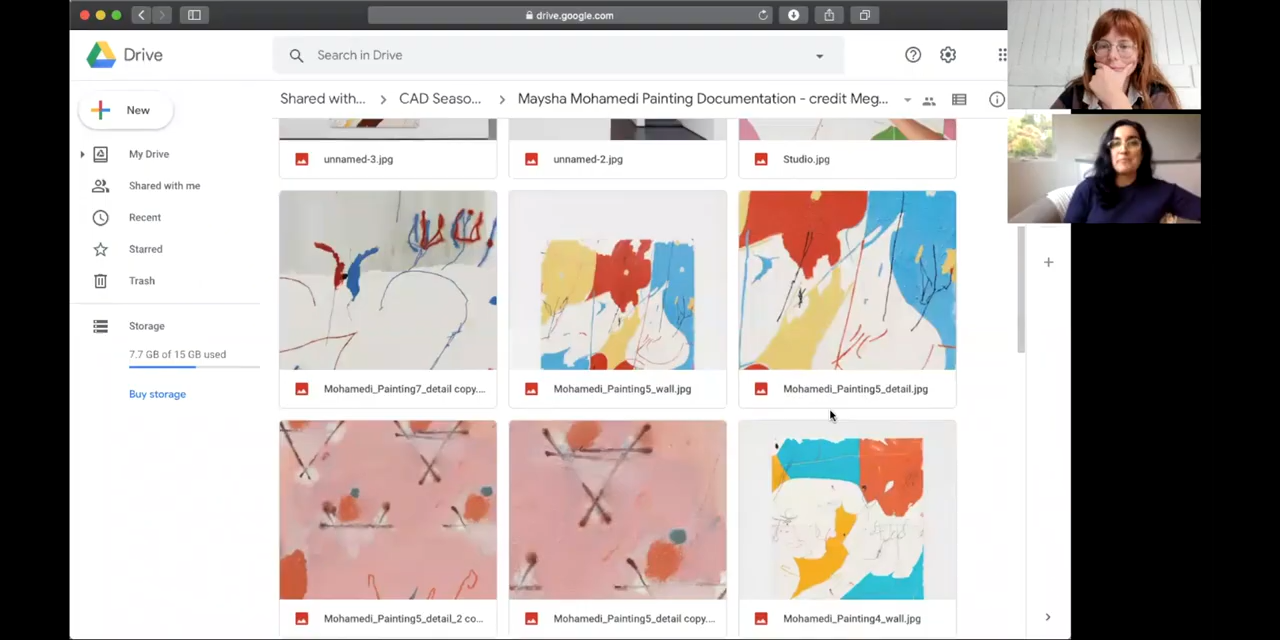 drive.google.com
Drive
Search in Drive
New
Shared with... CAD Seaso... Maysha Mohamedi Painting Documentation - credit Meg...
My Drive
Shared with me
Recent
Starred
Trash
Storage
7.7 GB of 15 GB used
Buy storage
unnamed-3.jpg
unnamed-2.jpg
Studio.jpg
Mohamedi_Painting7_detail copy....
Mohamedi_Painting5_wall.jpg
Mohamedi_Painting5_detail.jpg
Mohamedi_Painting5_detail_2 co...
Mohamedi_Painting5_detail copy....
Mohamedi_Painting4_wall.jpg